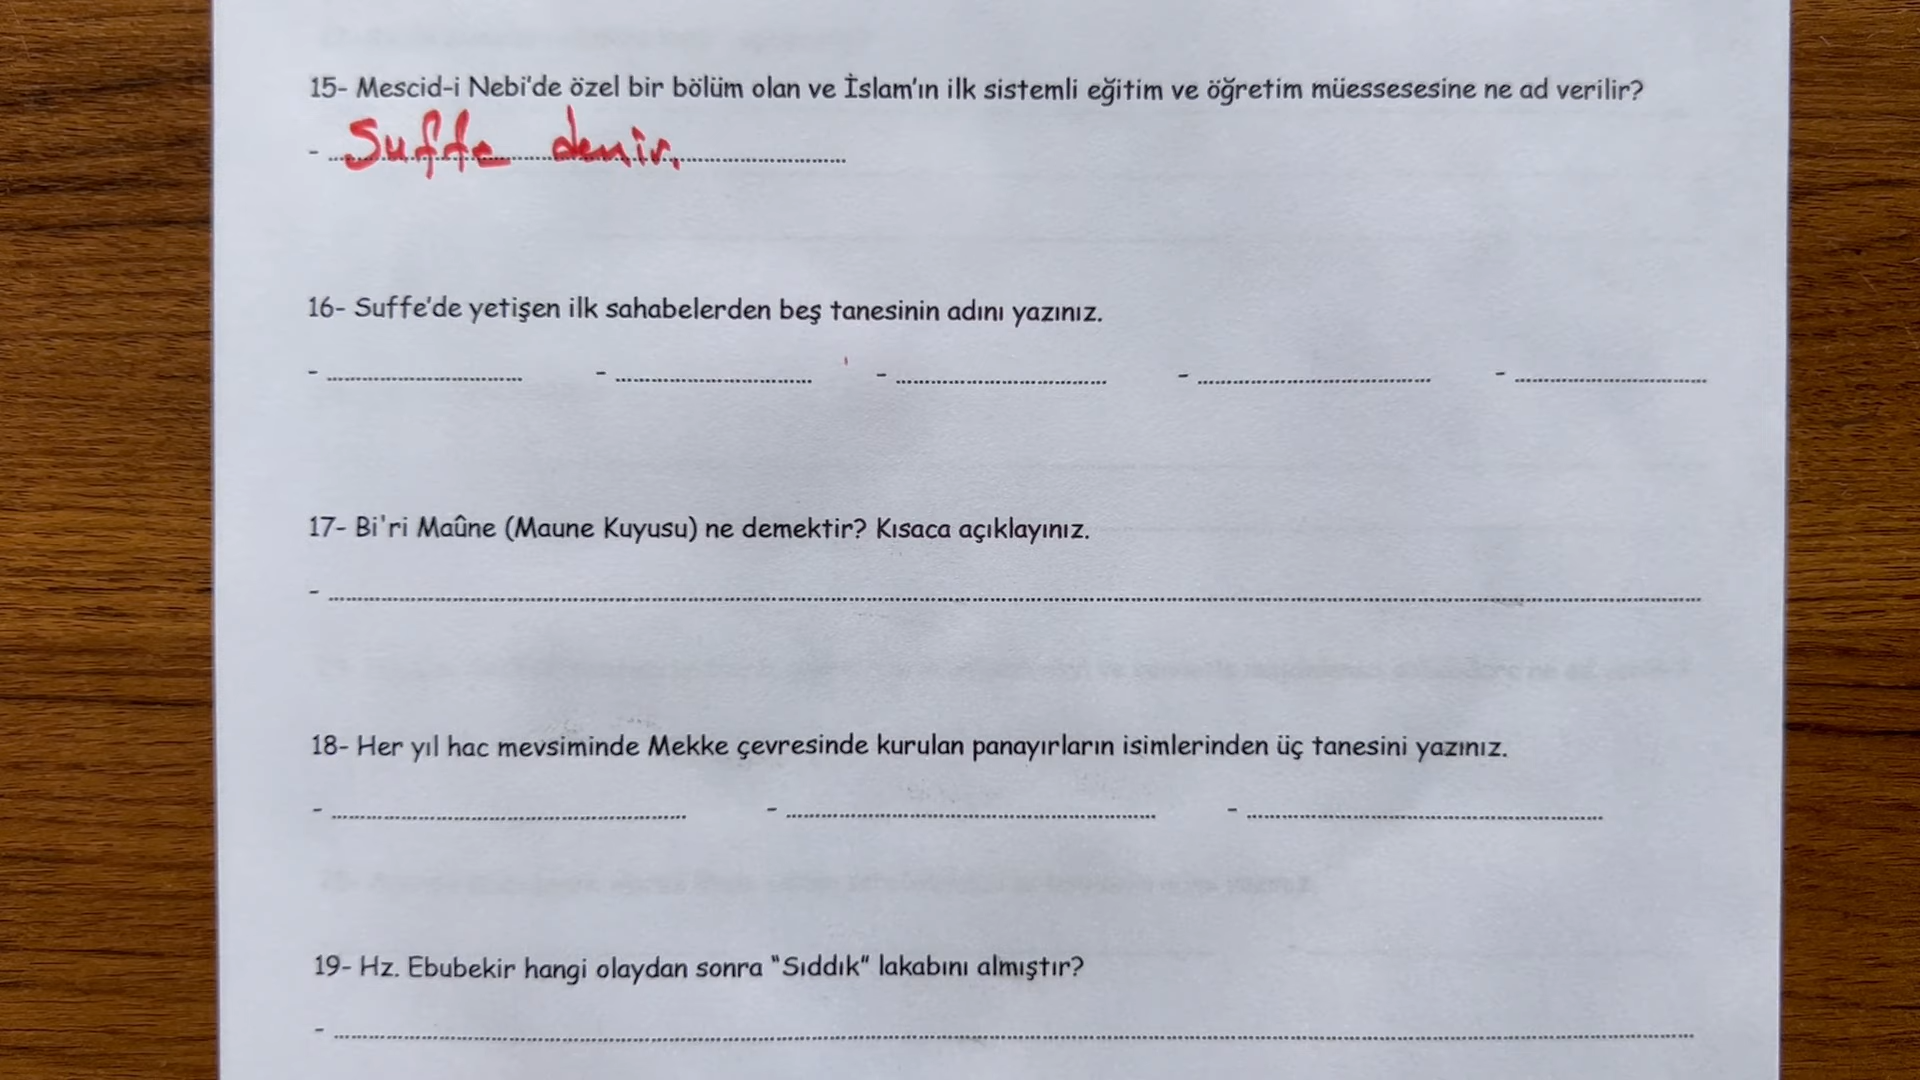 15- Mescid-i Nebi'de özel bir bölüm olan ve İslam'ın ilk sistemli eğitim ve öğretim müessesesine ne ad verilir?
- Suffe denir.
16- Suffe'de yetişen ilk sahabelerden beş tanesinin adını yazınız.
- - - - -
17- Bi'ri Maûne (Maune Kuyusu) ne demektir? Kısaca açıklayınız.
-
18- Her yıl hac mevsiminde Mekke çevresinde kurulan panayırların isimlerinden üç tanesini yazınız.
- - -
19- Hz. Ebubekir hangi olaydan sonra "Sıddık" lakabını almıştır?
-